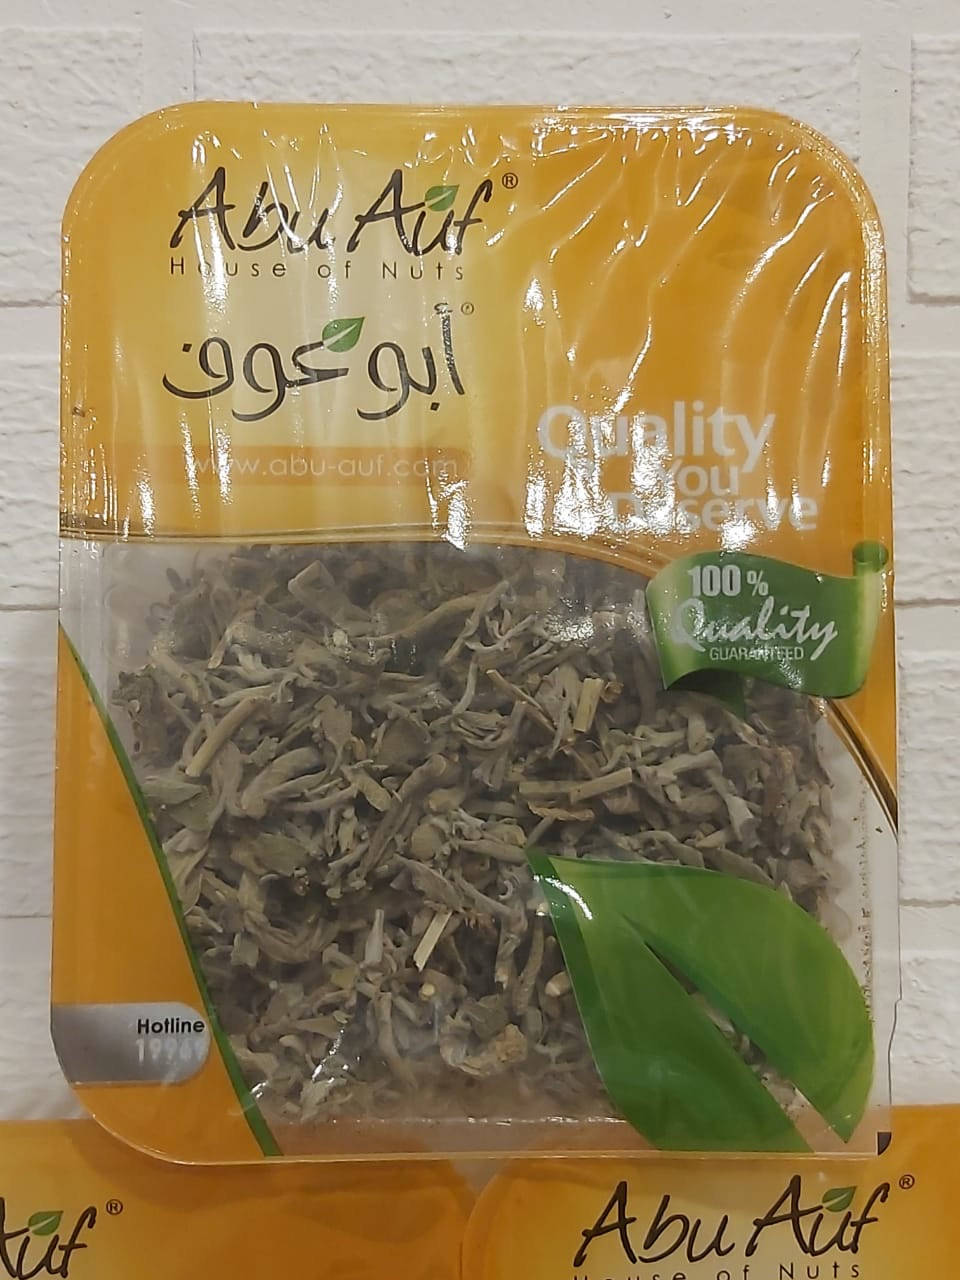 Abu Auf®
House of Nuts
أبو عوف®
www.abu-auf.com
Quality
You
Deserve
100 %
Quality
GUARANTEED
Hotline
Auf®
Abu Auf®
House of Nuts